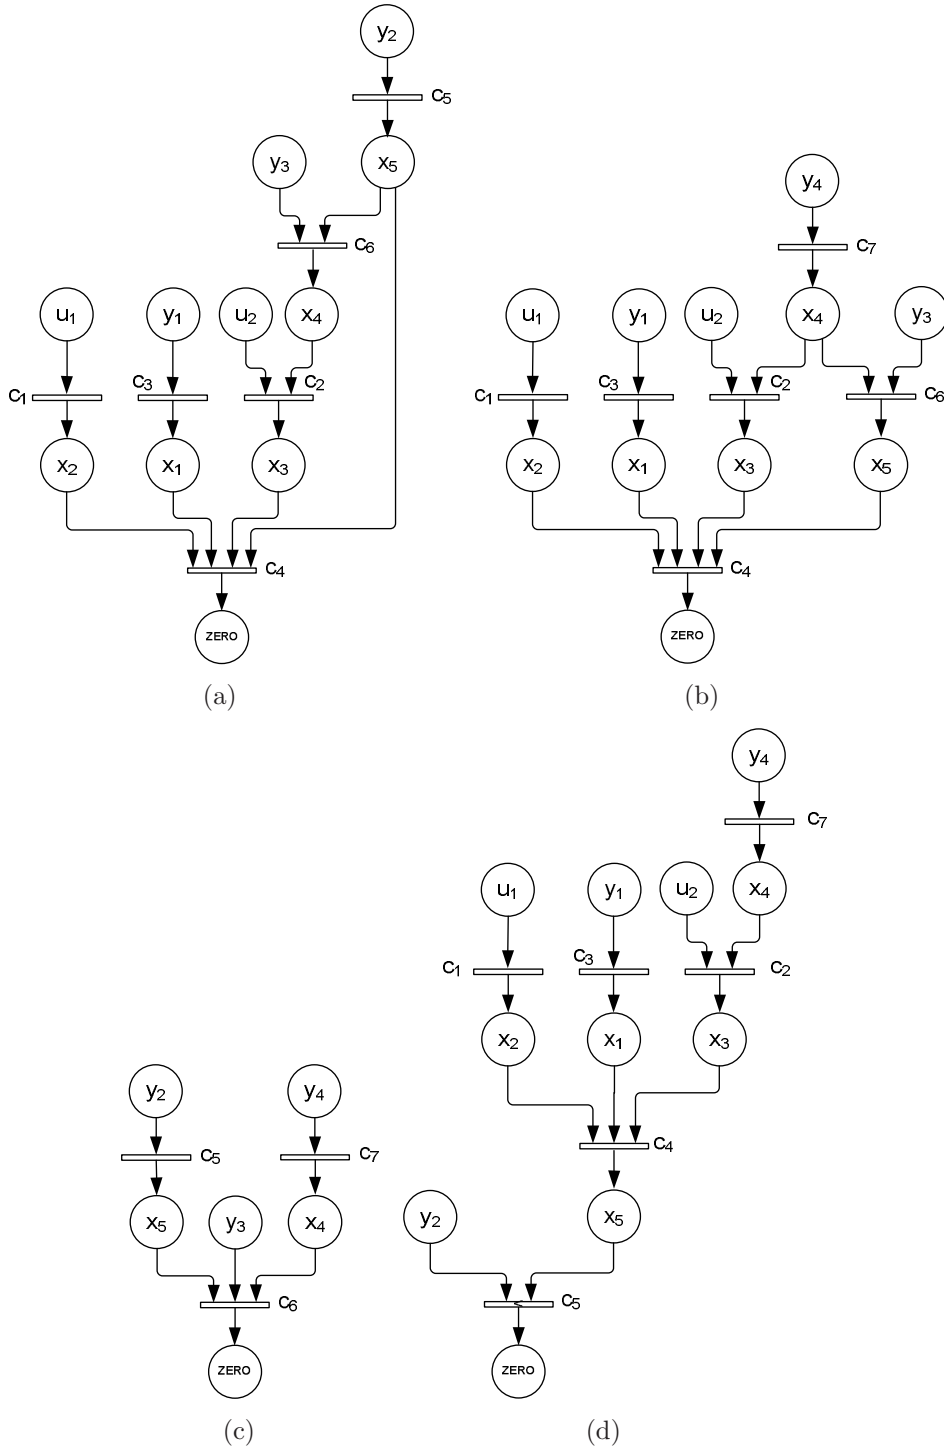 y₂
c₅
y₃ x₅
c₆
u₁ y₁ u₂ x₄
c₁ c₃ c₂
x₂ x₁ x₃
c₄
ZERO
(a)
y₄
c₇
u₁ y₁ u₂ x₄ y₃
c₁ c₃ c₂ c₆
x₂ x₁ x₃ x₅
c₄
ZERO
(b)
y₂ y₄
c₅ c₇
x₅ y₃ x₄
c₆
ZERO
(c)
y₄
c₇
u₁ y₁ u₂ x₄
c₁ c₃ c₂
x₂ x₁ x₃
c₄
y₂ x₅
c₅
ZERO
(d)